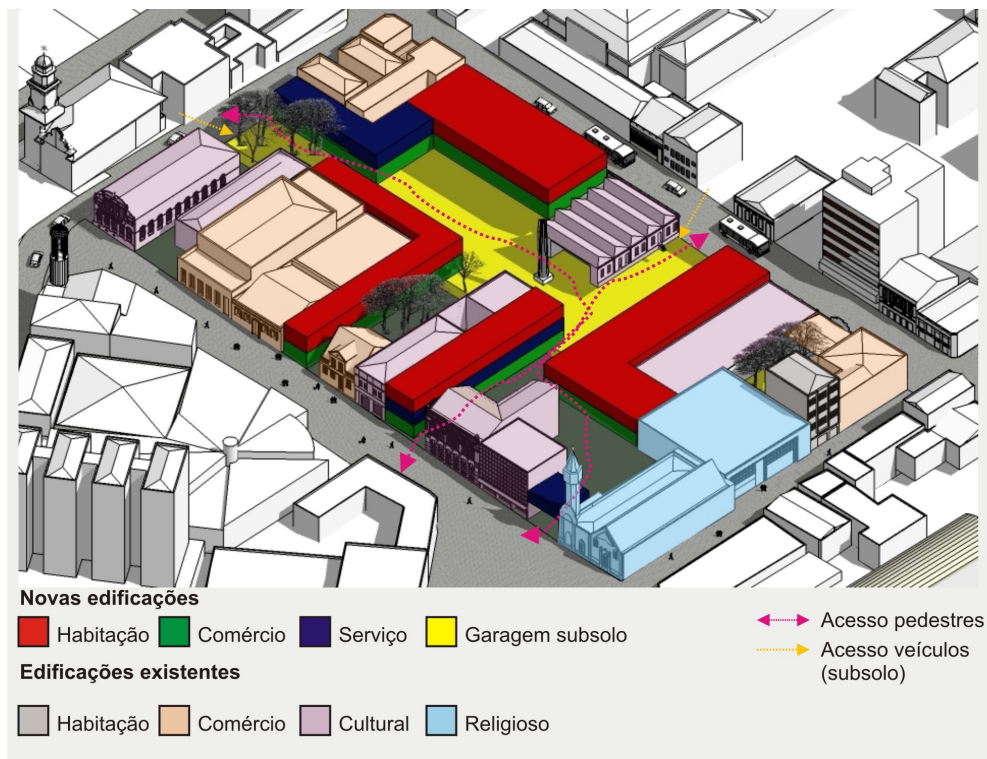 Novas edificações
Habitação Comércio Serviço Garagem subsolo
Acesso pedestres
Acesso veículos
(subsolo)
Edificações existentes
Habitação Comércio Cultural Religioso